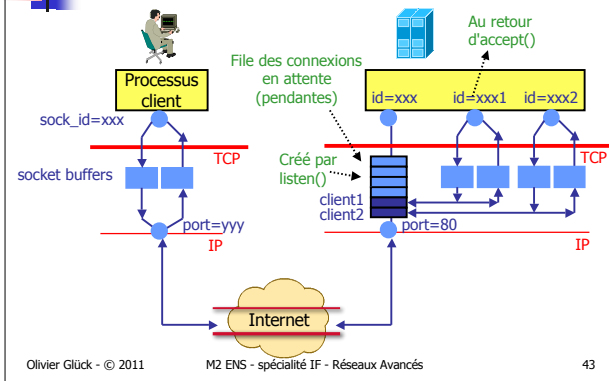 Au retour
d'accept()
File des connexions
en attente
(pendantes)
Processus
client
id=xxx id=xxx1 id=xxx2
sock_id=xxx
TCP
TCP
Créé par
listen()
socket buffers
client1
client2
port=yyy
port=80
IP
IP
Internet
Olivier Glück - © 2011 M2 ENS - spécialité IF - Réseaux Avancés 43